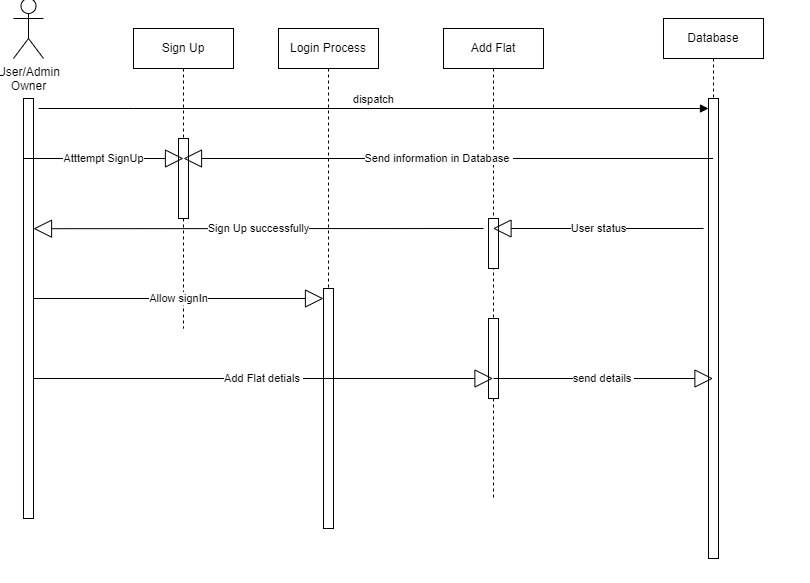 Sign Up
Login Process
Add Flat
Database
User/Admin
Owner
dispatch
Atttempt SignUp
Send information in Database
Sign Up successfully
User status
Allow signIn
Add Flat detials
send details